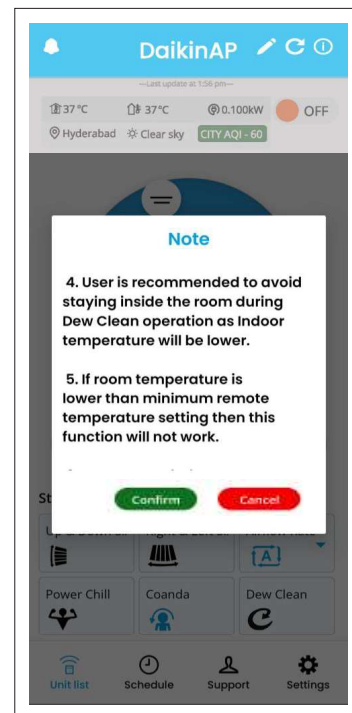 DaikinAP
—Last update at 1:56 pm—
37 °C 37°C 0.100kW OFF
Hyderabad Clear sky CITY AQI - 60
Note
4. User is recommended to avoid
staying inside the room during
Dew Clean operation as Indoor
temperature will be lower.
5. If room temperature is
lower than minimum remote
temperature setting then this
function will not work.
St
Confirm Cancel
Power Chill Coanda Dew Clean
Unit list Schedule Support Settings